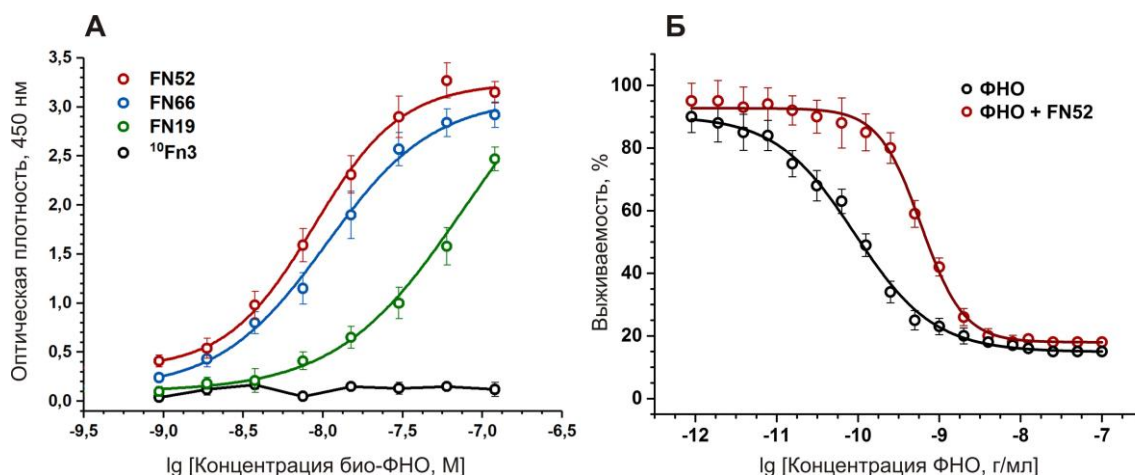 А
Оптическая плотность, 450 нм
3,5
3,0
2,5
2,0
1,5
1,0
0,5
0,0
FN52
FN66
FN19
¹⁰Fn3
-9,5
-9,0
-8,5
-8,0
-7,5
-7,0
-6,5
lg [Концентрация био-ФНО, М]
Б
Выживаемость, %
100
80
60
40
20
0
ФНО
ФНО + FN52
-12
-11
-10
-9
-8
-7
lg [Концентрация ФНО, г/мл]